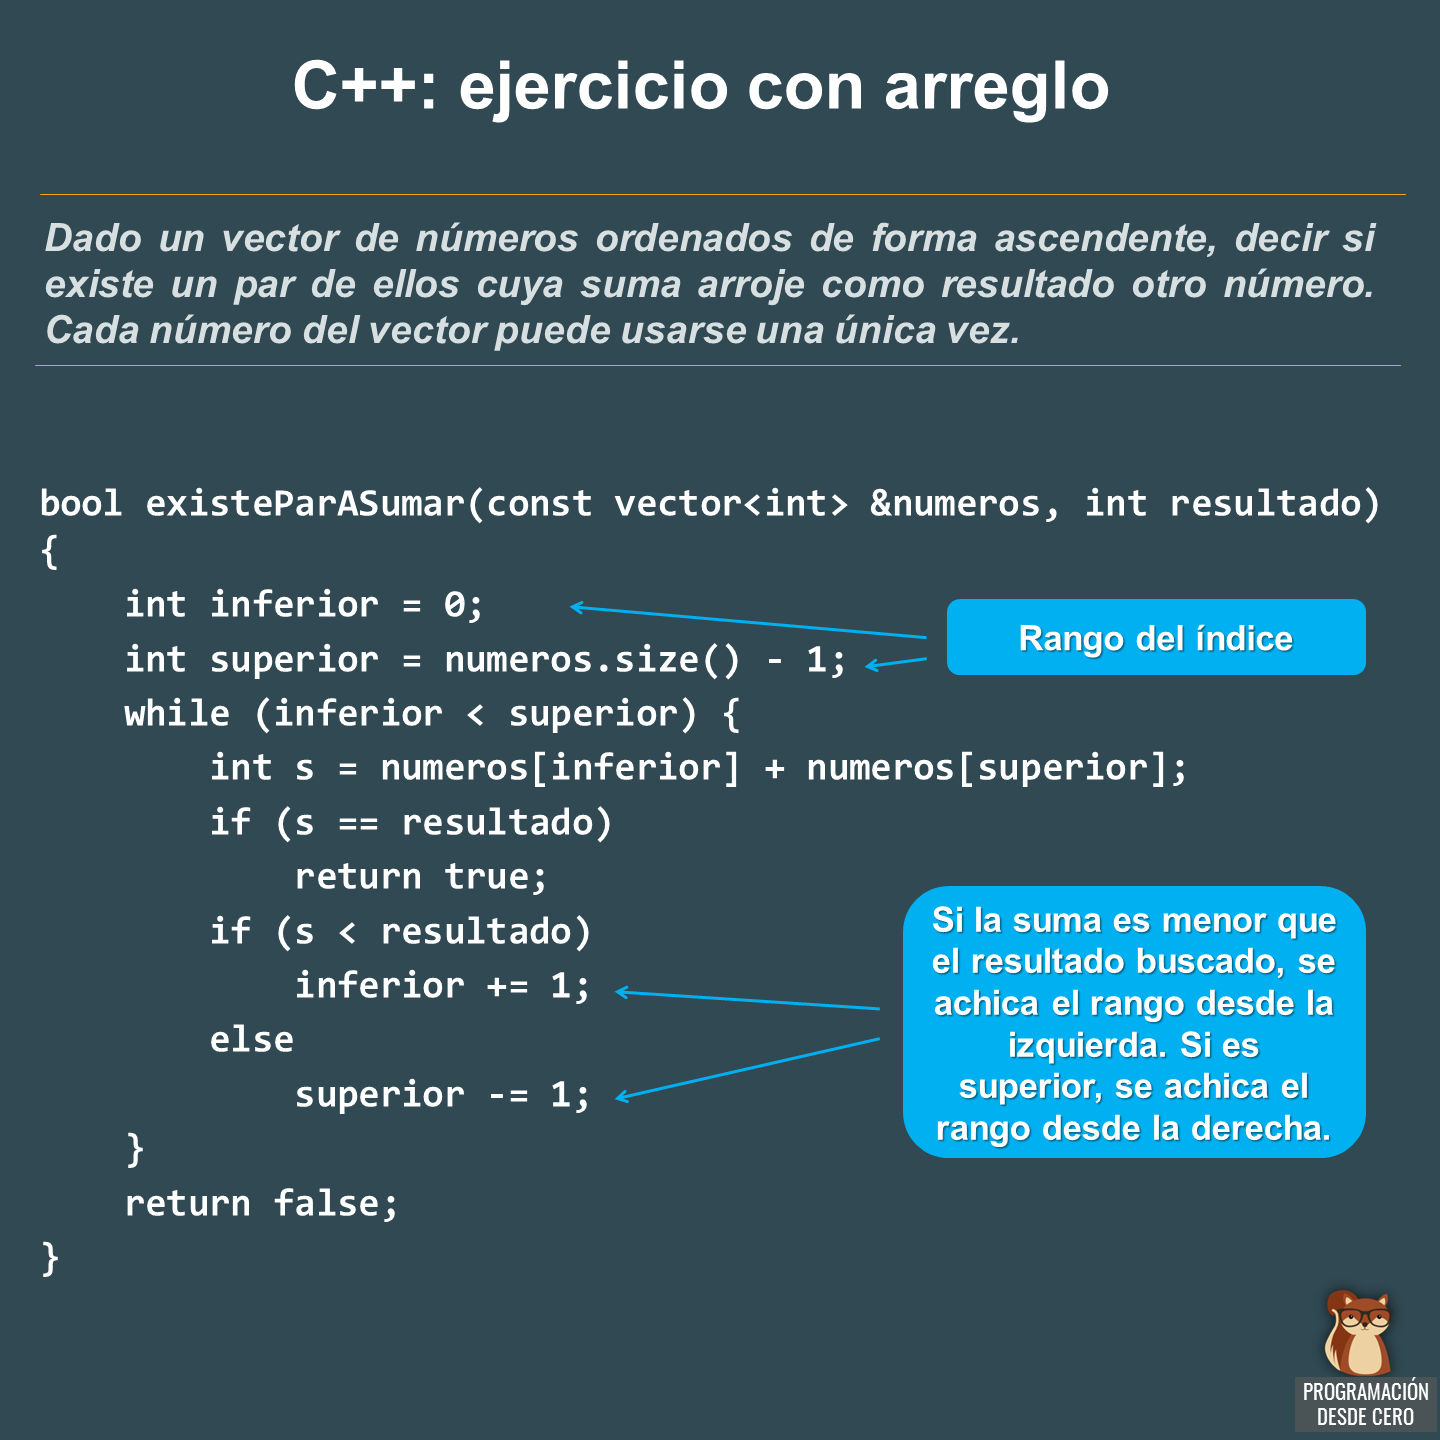 C++: ejercicio con arreglo
Dado un vector de números ordenados de forma ascendente, decir si
existe un par de ellos cuya suma arroje como resultado otro número.
Cada número del vector puede usarse una única vez.
bool existeParASumar(const vector<int> &numeros, int resultado)
{
    int inferior = 0;
    int superior = numeros.size() - 1;
Rango del índice
    while (inferior < superior) {
        int s = numeros[inferior] + numeros[superior];
        if (s == resultado)
            return true;
        if (s < resultado)
            inferior += 1;
        else
            superior -= 1;
    }
    return false;
}
Si la suma es menor que
el resultado buscado, se
achica el rango desde la
izquierda. Si es
superior, se achica el
rango desde la derecha.
PROGRAMACIÓN
DESDE CERO